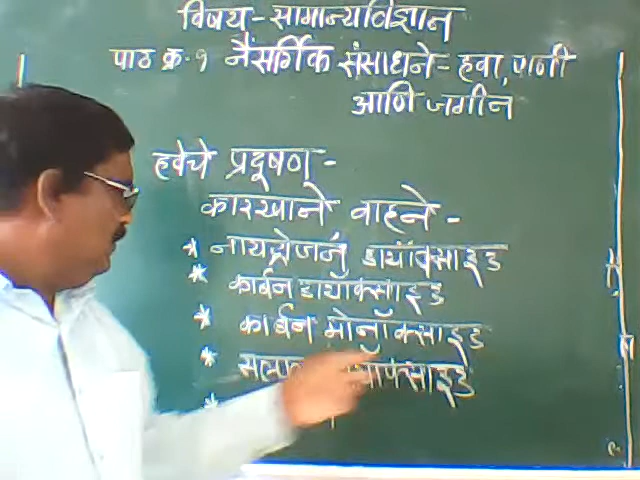 विषय - सामान्यविज्ञान
पाठ क्र. १ नैसर्गिक संसाधने - हवा, पाणी
आणि जमीन
हवेचे प्रदूषण -
कारखाने वाहने -
* नायट्रोजन डायॉक्साइड
* कार्बन डायॉक्साइड
* कार्बन मोनॉक्साइड
*
*